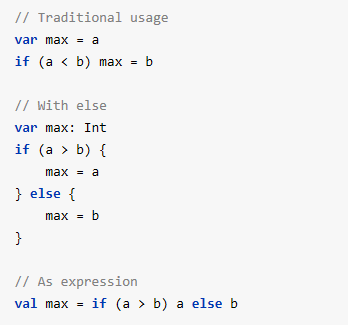 // Traditional usage
var max = a
if (a < b) max = b

// With else
var max: Int
if (a > b) {
    max = a
} else {
    max = b
}

// As expression
val max = if (a > b) a else b